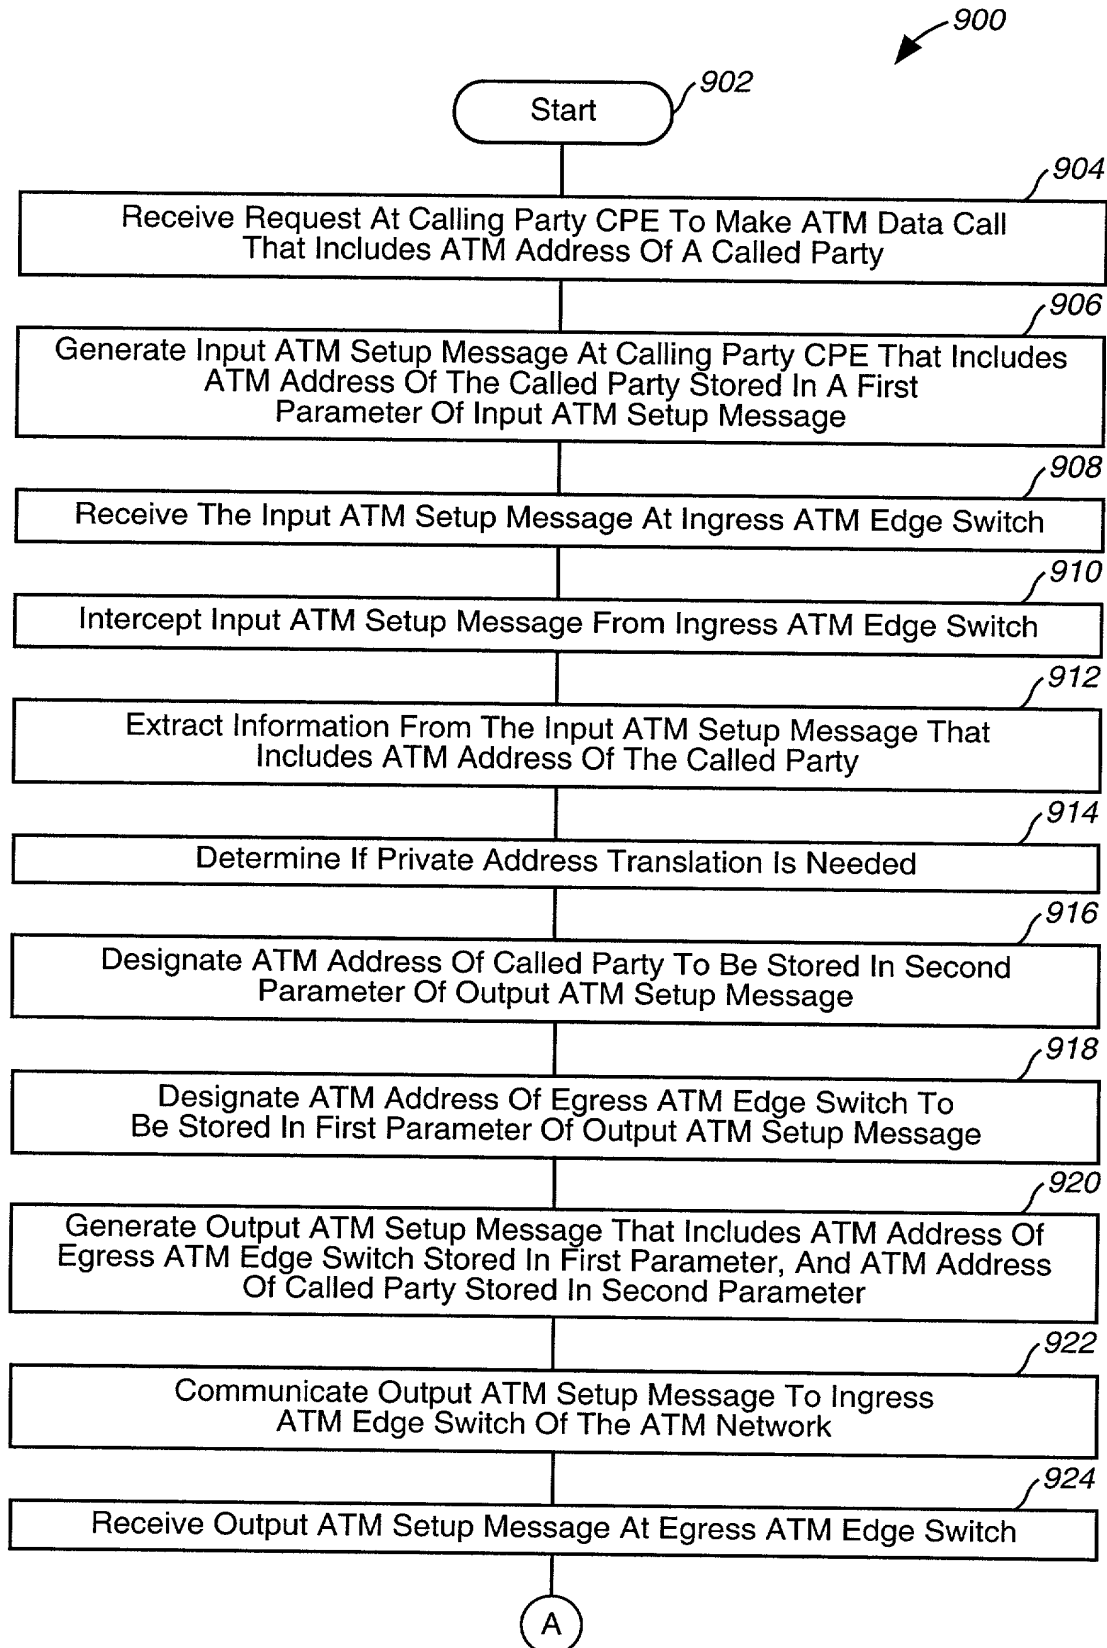 900
Start
902
904
Receive Request At Calling Party CPE To Make ATM Data Call
That Includes ATM Address Of A Called Party
906
Generate Input ATM Setup Message At Calling Party CPE That Includes
ATM Address Of The Called Party Stored In A First
Parameter Of Input ATM Setup Message
908
Receive The Input ATM Setup Message At Ingress ATM Edge Switch
910
Intercept Input ATM Setup Message From Ingress ATM Edge Switch
912
Extract Information From The Input ATM Setup Message That
Includes ATM Address Of The Called Party
914
Determine If Private Address Translation Is Needed
916
Designate ATM Address Of Called Party To Be Stored In Second
Parameter Of Output ATM Setup Message
918
Designate ATM Address Of Egress ATM Edge Switch To
Be Stored In First Parameter Of Output ATM Setup Message
920
Generate Output ATM Setup Message That Includes ATM Address Of
Egress ATM Edge Switch Stored In First Parameter, And ATM Address
Of Called Party Stored In Second Parameter
922
Communicate Output ATM Setup Message To Ingress
ATM Edge Switch Of The ATM Network
924
Receive Output ATM Setup Message At Egress ATM Edge Switch
A